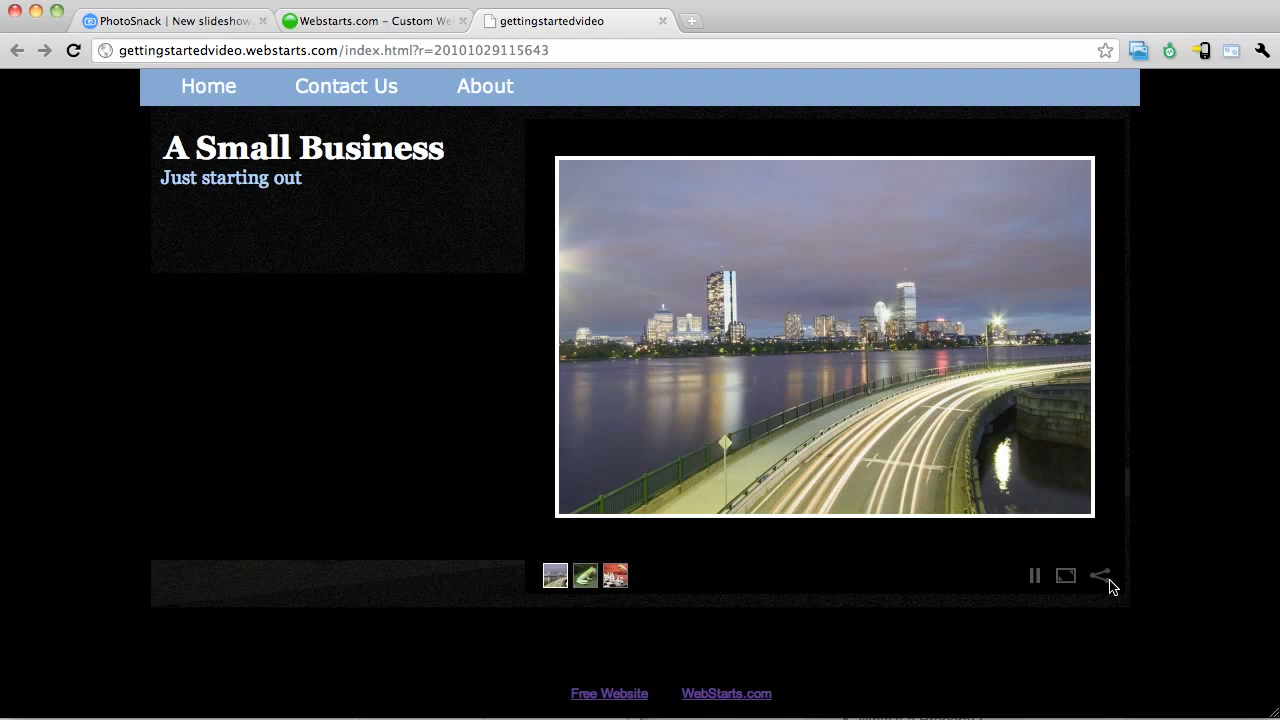 PhotoSnack | New slideshow
Webstarts.com – Custom We
gettingstartedvideo
gettingstartedvideo.webstarts.com/index.html?r=20101029115643
Home
Contact Us
About
A Small Business
Just starting out
Free Website
WebStarts.com